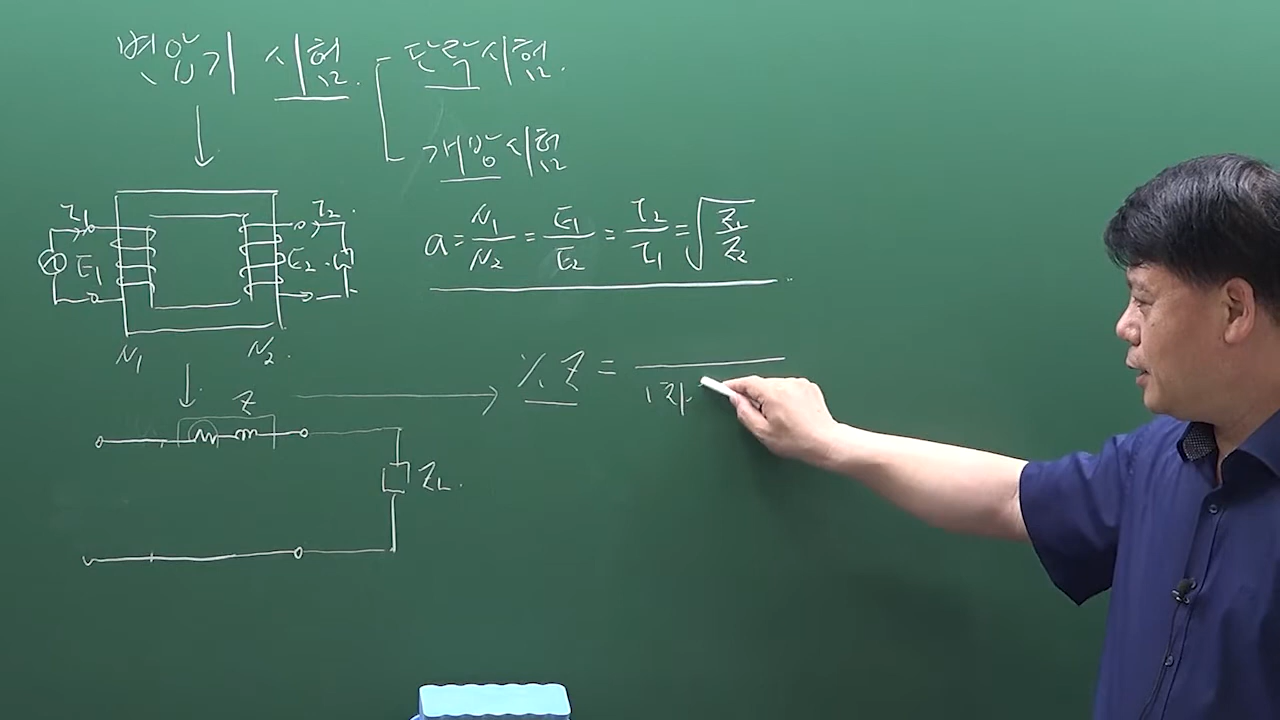 변압기 시험. 단락시험.
개방시험
I₁ I₂.
E₁ E₂
a = N₁/N₂ = E₁/E₂ = I₂/I₁ = √(Z₁/Z₂)
N₁ N₂.
%Z =
Z
1차
Z_L.